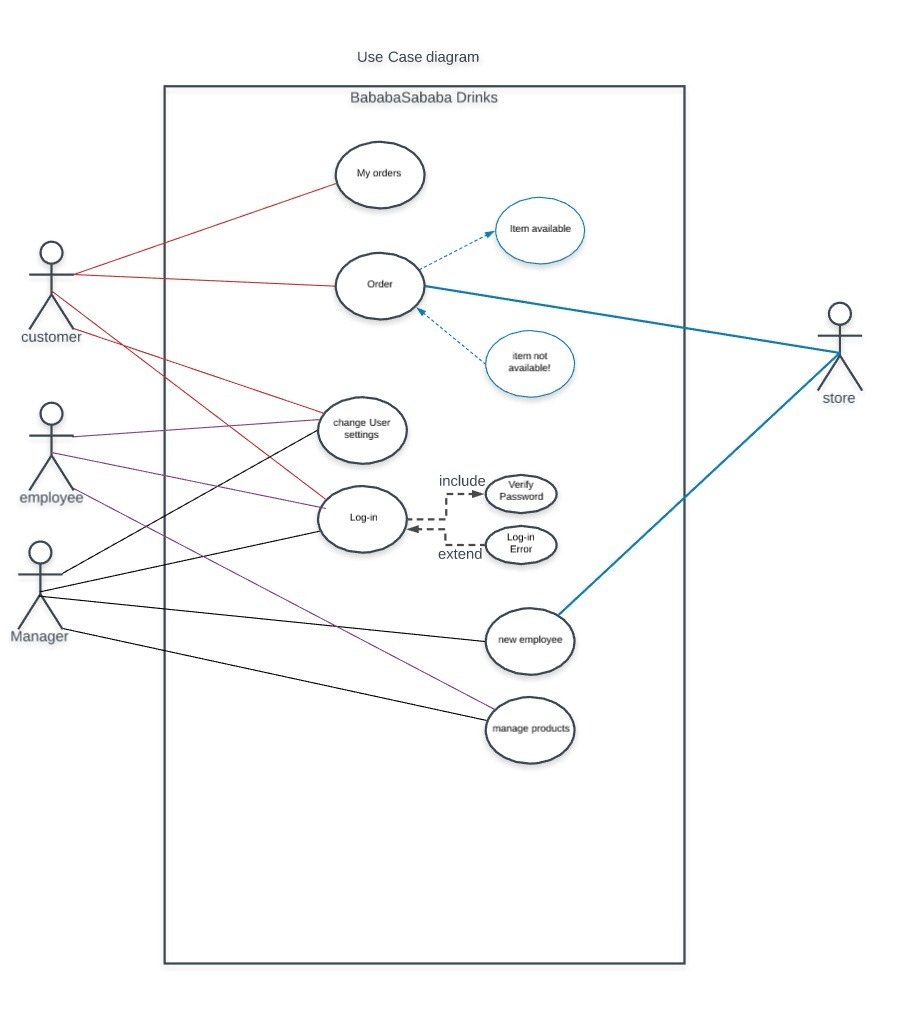 Use Case diagram
BababaSababa Drinks
My orders
Item available
Order
customer
item not
available!
store
change User
settings
employee
include
Verify
Password
Log-in
Log-in
Error
extend
Manager
new employee
manage products